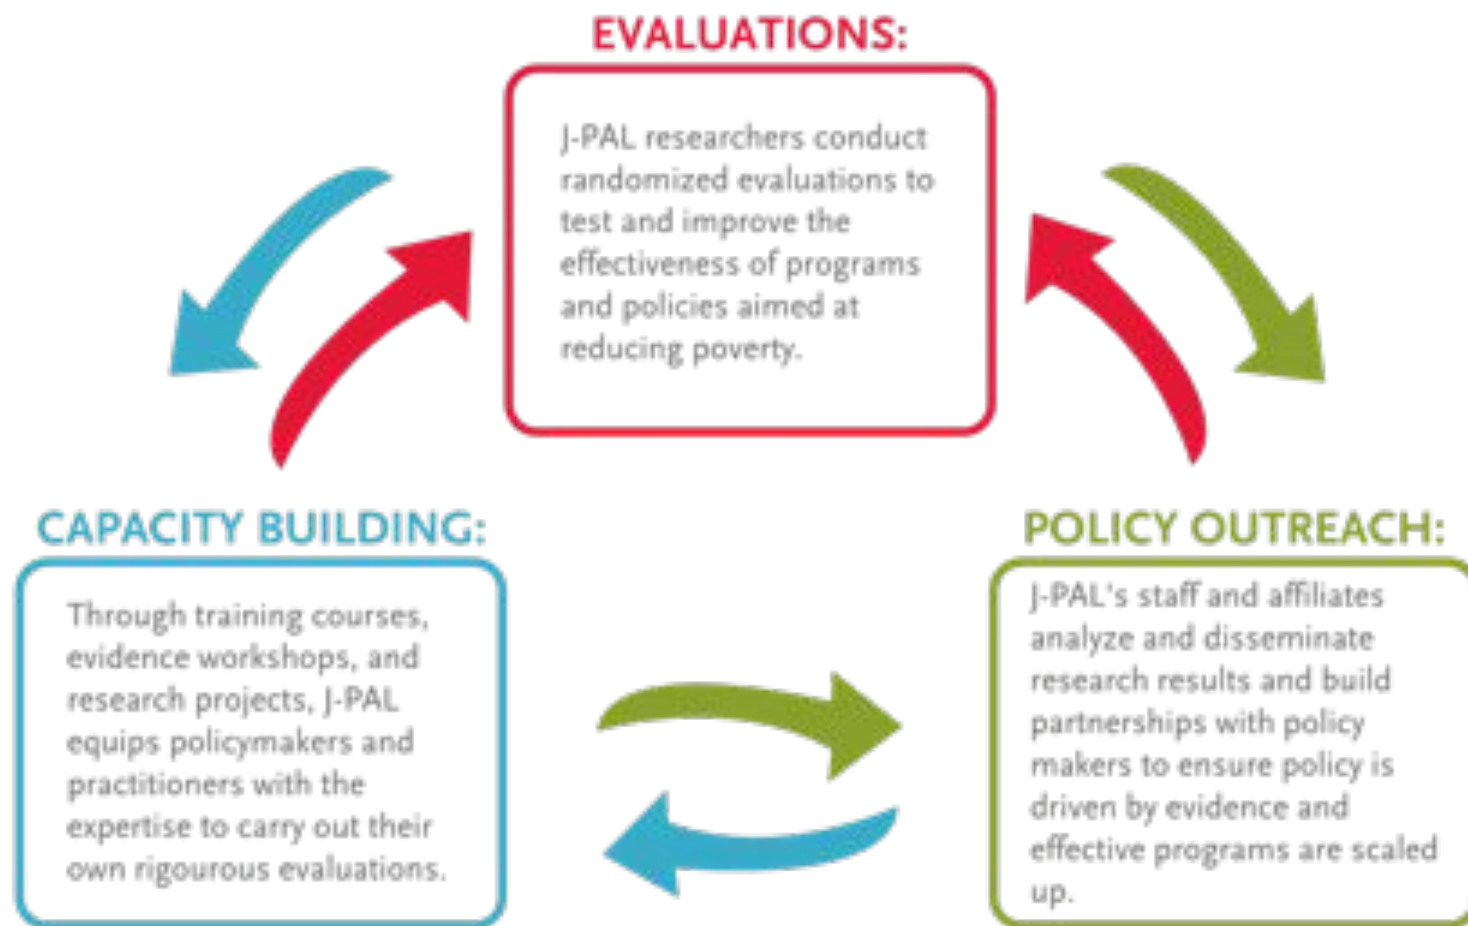 EVALUATIONS:
J-PAL researchers conduct
randomized evaluations to
test and improve the
effectiveness of programs
and policies aimed at
reducing poverty.
CAPACITY BUILDING:
Through training courses,
evidence workshops, and
research projects, J-PAL
equips policymakers and
practitioners with the
expertise to carry out their
own rigourous evaluations.
POLICY OUTREACH:
J-PAL's staff and affiliates
analyze and disseminate
research results and build
partnerships with policy
makers to ensure policy is
driven by evidence and
effective programs are scaled
up.